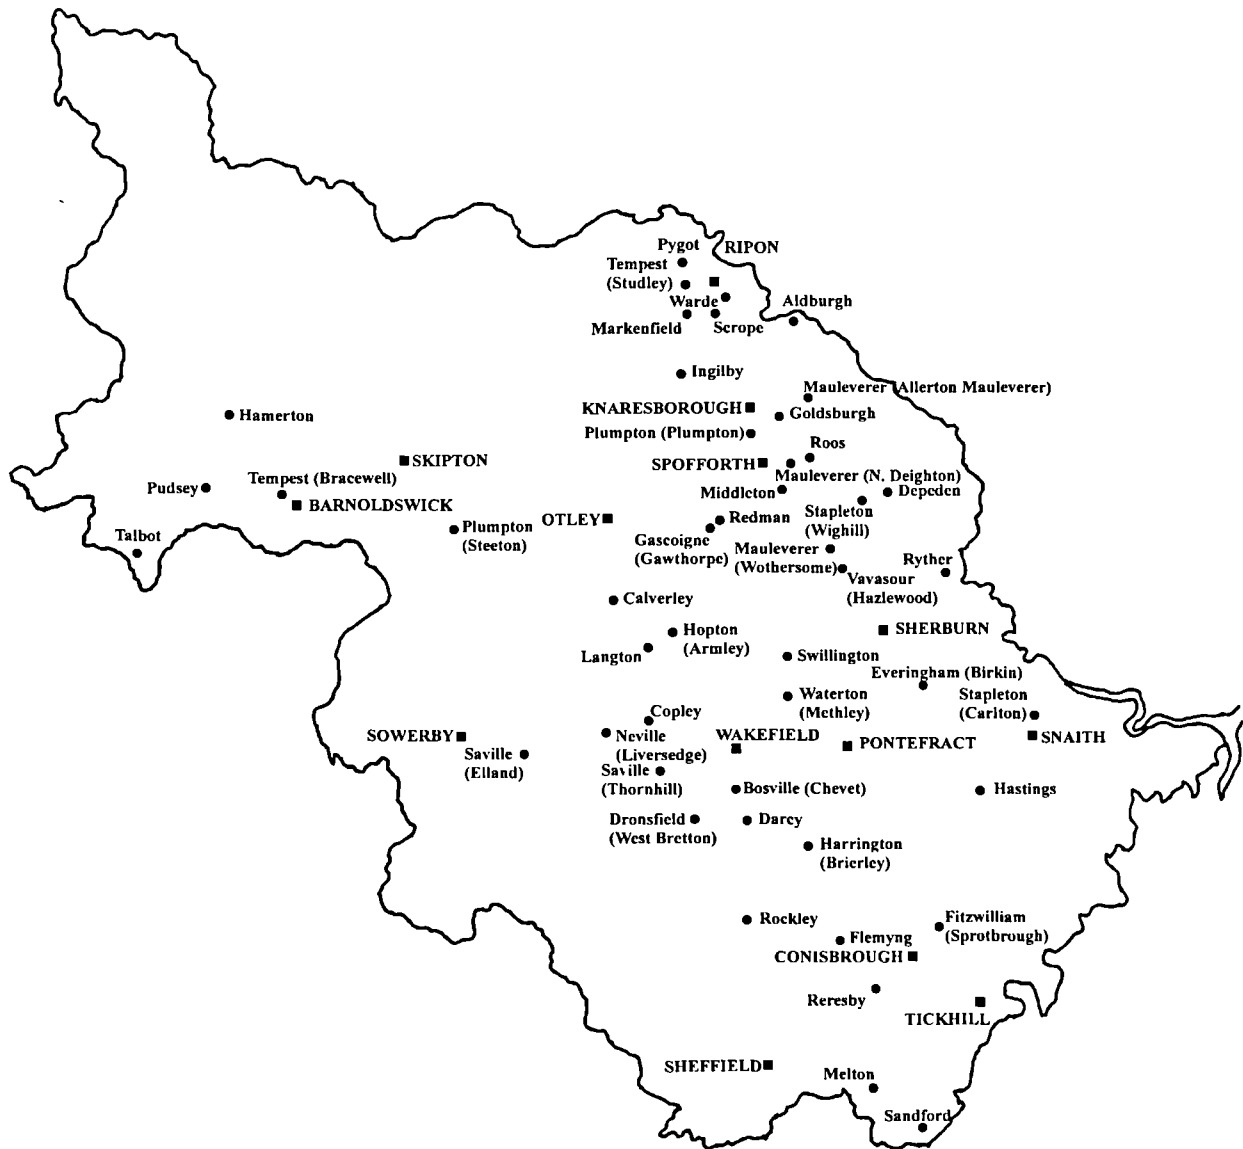 Pygot
RIPON
Tempest
(Studley)
Warde
Aldburgh
Markenfield
Scrope
Ingilby
Mauleverer (Allerton Mauleverer)
KNARESBOROUGH
Goldsburgh
Hamerton
Plumpton (Plumpton)
Roos
SKIPTON
SPOFFORTH
Tempest (Bracewell)
Mauleverer (N. Deighton)
Pudsey
Middleton
Depeden
BARNOLDSWICK
Stapleton
(Wighill)
OTLEY
Redman
Talbot
Plumpton
(Steeton)
Gascoigne
(Gawthorpe)
Mauleverer
(Wothersome)
Ryther
Vavasour
(Hazlewood)
Calverley
Hopton
(Armley)
SHERBURN
Langton
Swillington
Everingham (Birkin)
Waterton
(Methley)
Stapleton
(Carlton)
Copley
SOWERBY
Neville
(Liversedge)
WAKEFIELD
PONTEFRACT
SNAITH
Saville
(Elland)
Saville
(Thornhill)
Bosville (Chevet)
Hastings
Dronsfield
(West Bretton)
Darcy
Harrington
(Brierley)
Rockley
Fitzwilliam
(Sprotbrough)
Flemyng
CONISBROUGH
Reresby
TICKHILL
SHEFFIELD
Melton
Sandford